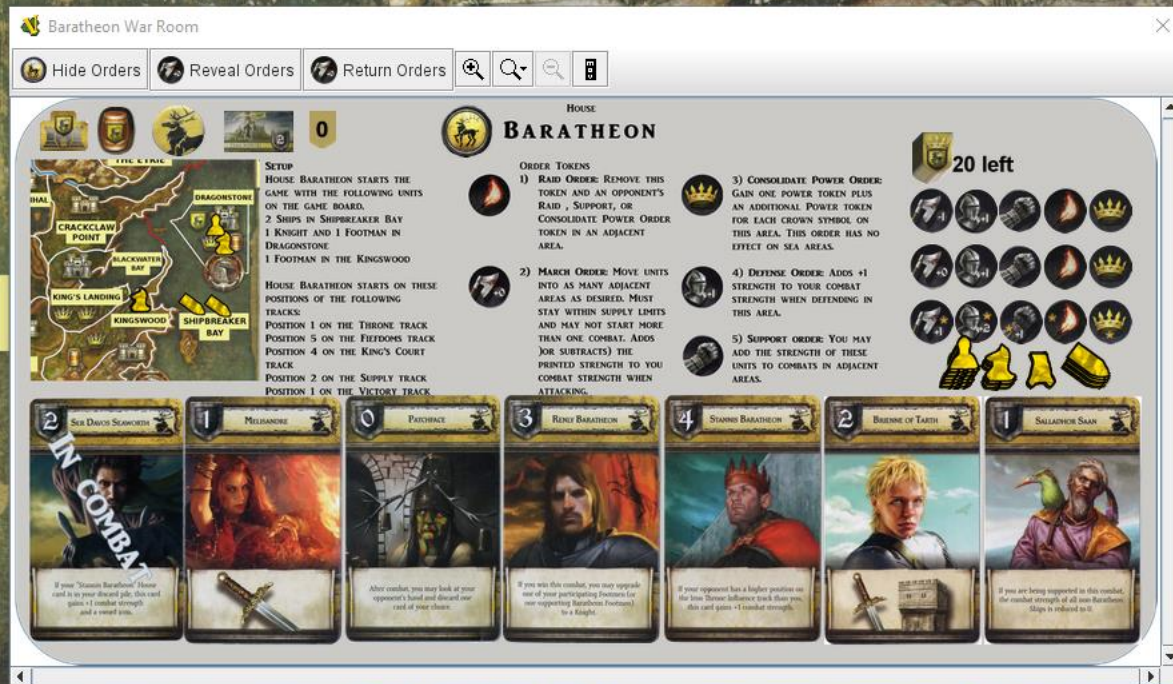 Baratheon War Room
Hide Orders
Reveal Orders
Return Orders
0
HOUSE
BARATHEON
20 left
THE EYRIE
DRAGONSTONE
CRACKCLAW
POINT
BLACKWATER
BAY
KING'S LANDING
KINGSWOOD
SHIPBREAKER
BAY
SETUP
HOUSE BARATHEON STARTS THE
GAME WITH THE FOLLOWING UNITS
ON THE GAME BOARD.
2 SHIPS IN SHIPBREAKER BAY
1 KNIGHT AND 1 FOOTMAN IN
DRAGONSTONE
1 FOOTMAN IN THE KINGSWOOD
HOUSE BARATHEON STARTS ON THESE
POSITIONS OF THE FOLLOWING
TRACKS:
POSITION 1 ON THE THRONE TRACK
POSITION 5 ON THE FIEFDOMS TRACK
POSITION 4 ON THE KING'S COURT
TRACK
POSITION 2 ON THE SUPPLY TRACK
POSITION 1 ON THE VICTORY TRACK
ORDER TOKENS
1) RAID ORDER: REMOVE THIS
TOKEN AND AN OPPONENT'S
RAID , SUPPORT, OR
CONSOLIDATE POWER ORDER
TOKEN IN AN ADJACENT
AREA.
2) MARCH ORDER: MOVE UNITS
INTO AS MANY ADJACENT
AREAS AS DESIRED. MUST
STAY WITHIN SUPPLY LIMITS
AND MAY NOT START MORE
THAN ONE COMBAT. ADDS
)OR SUBTRACTS) THE
PRINTED STRENGTH TO YOU
COMBAT STRENGTH WHEN
ATTACKING.
3) CONSOLIDATE POWER ORDER:
GAIN ONE POWER TOKEN PLUS
AN ADDITIONAL POWER TOKEN
FOR EACH CROWN SYMBOL ON
THIS AREA. THIS ORDER HAS NO
EFFECT ON SEA AREAS.
4) DEFENSE ORDER: ADDS +1
STRENGTH TO YOUR COMBAT
STRENGTH WHEN DEFENDING IN
THIS AREA.
5) SUPPORT ORDER: YOU MAY
ADD THE STRENGTH OF THESE
UNITS TO COMBATS IN ADJACENT
AREAS.
2 SER DAVOS SEAWORTH
IN COMBAT
If your "Stannis Baratheon" House
card is in your discard pile, this card
gains +1 combat strength
and a sword icon.
1 MELISANDRE
0 PATCHFACE
After combat, you may look at your
opponent's hand and discard one
card of your choice.
3 RENLY BARATHEON
If you win this combat, you may upgrade
one of your participating Footmen (or
one supporting Baratheon Footmen)
to a Knight.
4 STANNIS BARATHEON
If your opponent has a higher position on
the Iron Throne influence track than you,
this card gains +1 combat strength.
2 BRIENNE OF TARTH
1 SALLADHOR SAAN
If you are being supported in this combat,
the combat strength of all non-Baratheon
Ships is reduced to 0.